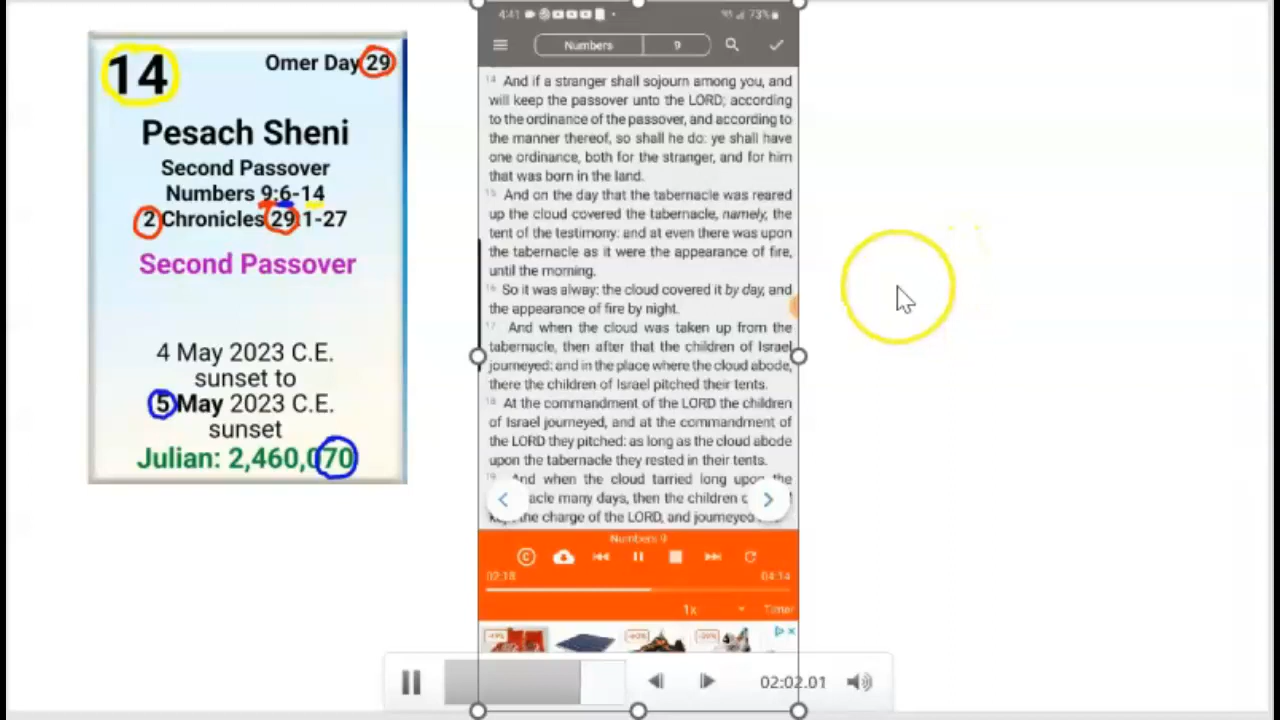 14
Omer Day 29
Pesach Sheni
Second Passover
Numbers 9:6-14
2 Chronicles 29:1-27
Second Passover
4 May 2023 C.E.
sunset to
5 May 2023 C.E.
sunset
Julian: 2,460,070
4:41
73%
Numbers 9
14 And if a stranger shall sojourn among you, and
will keep the passover unto the LORD; according
to the ordinance of the passover, and according to
the manner thereof, so shall he do: ye shall have
one ordinance, both for the stranger, and for him
that was born in the land.
15 And on the day that the tabernacle was reared
up the cloud covered the tabernacle, namely, the
tent of the testimony: and at even there was upon
the tabernacle as it were the appearance of fire,
until the morning.
16 So it was alway: the cloud covered it by day, and
the appearance of fire by night.
17 And when the cloud was taken up from the
tabernacle, then after that the children of Israel
journeyed: and in the place where the cloud abode,
there the children of Israel pitched their tents.
18 At the commandment of the LORD the children
of Israel journeyed, and at the commandment of
the LORD they pitched: as long as the cloud abode
upon the tabernacle they rested in their tents.
19 And when the cloud tarried long upon the
acle many days, then the children
the charge of the LORD, and journeyed
Numbers 9
02:18
04:14
1x
Timer
02:02.01